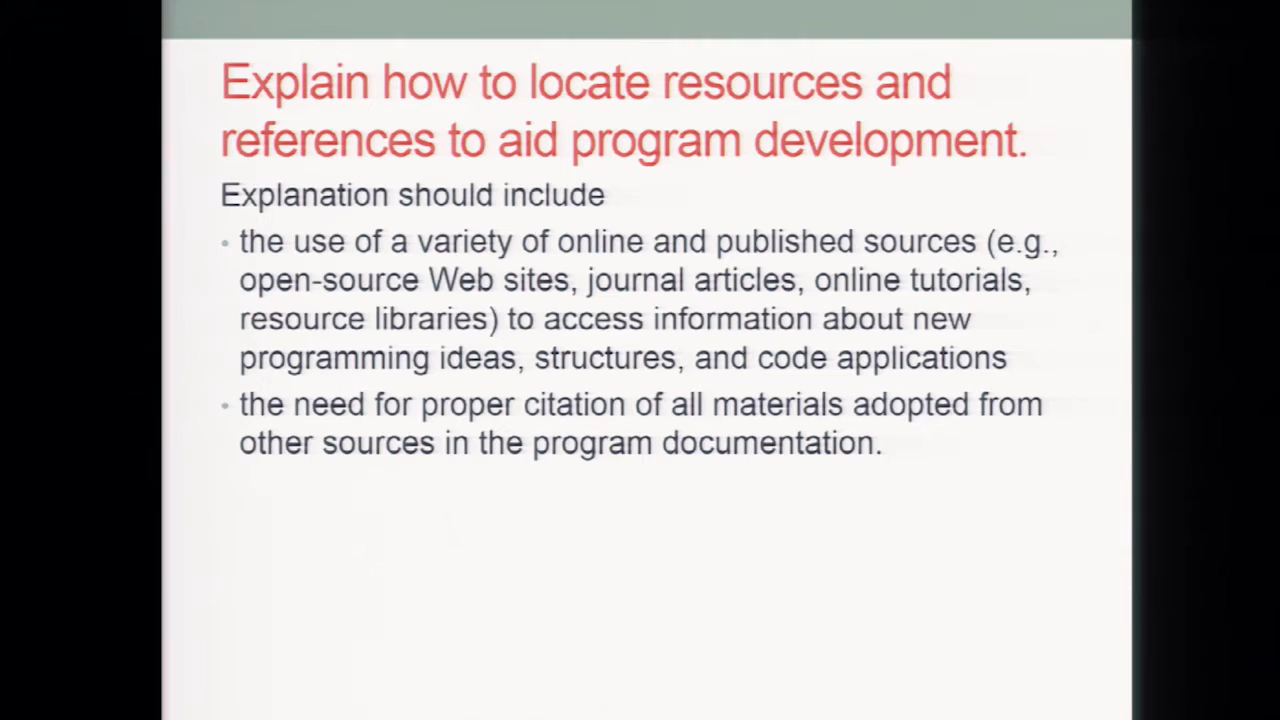 Explain how to locate resources and
references to aid program development.
Explanation should include
• the use of a variety of online and published sources (e.g.,
open-source Web sites, journal articles, online tutorials,
resource libraries) to access information about new
programming ideas, structures, and code applications
• the need for proper citation of all materials adopted from
other sources in the program documentation.